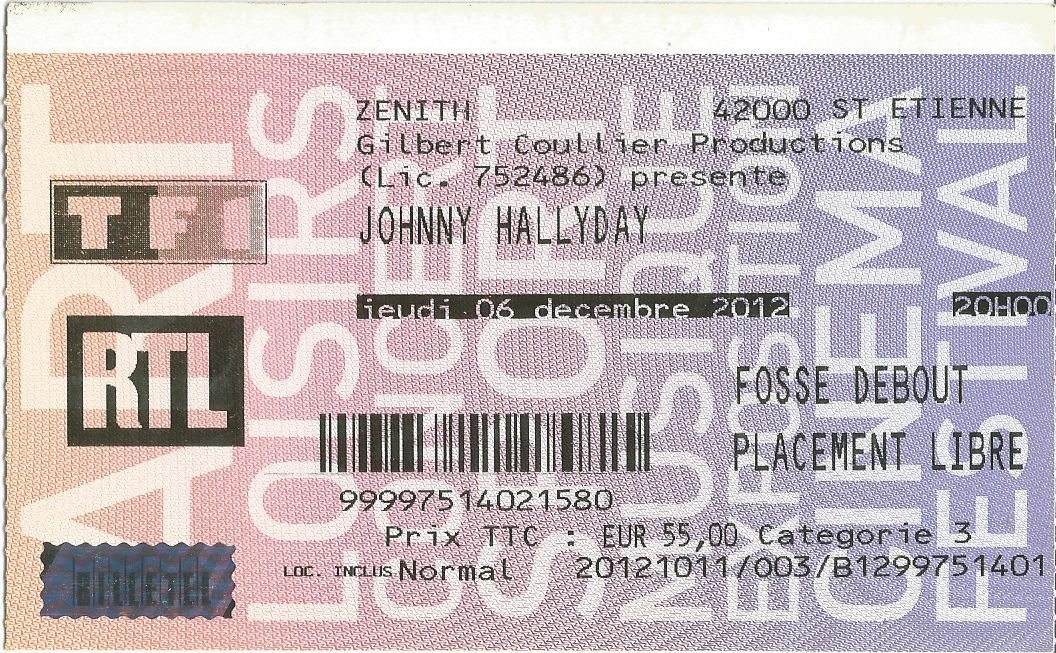 ZENITH 42000 ST ETIENNE
Gilbert Coullier Productions
(Lic. 752486) presente
TF1
JOHNNY HALLYDAY
jeudi 06 decembre 2012 20H00
RTL
FOSSE DEBOUT
PLACEMENT LIBRE
99997514021580
Prix TTC : EUR 55,00 Categorie 3
LOC. INCLUS Normal 20121011/003/B1299751401
BILLETEL
ART
LOISIRS
CONCERT
SPORT
MUSIQUE
EXPOSITION
CINEMA
FESTIVAL